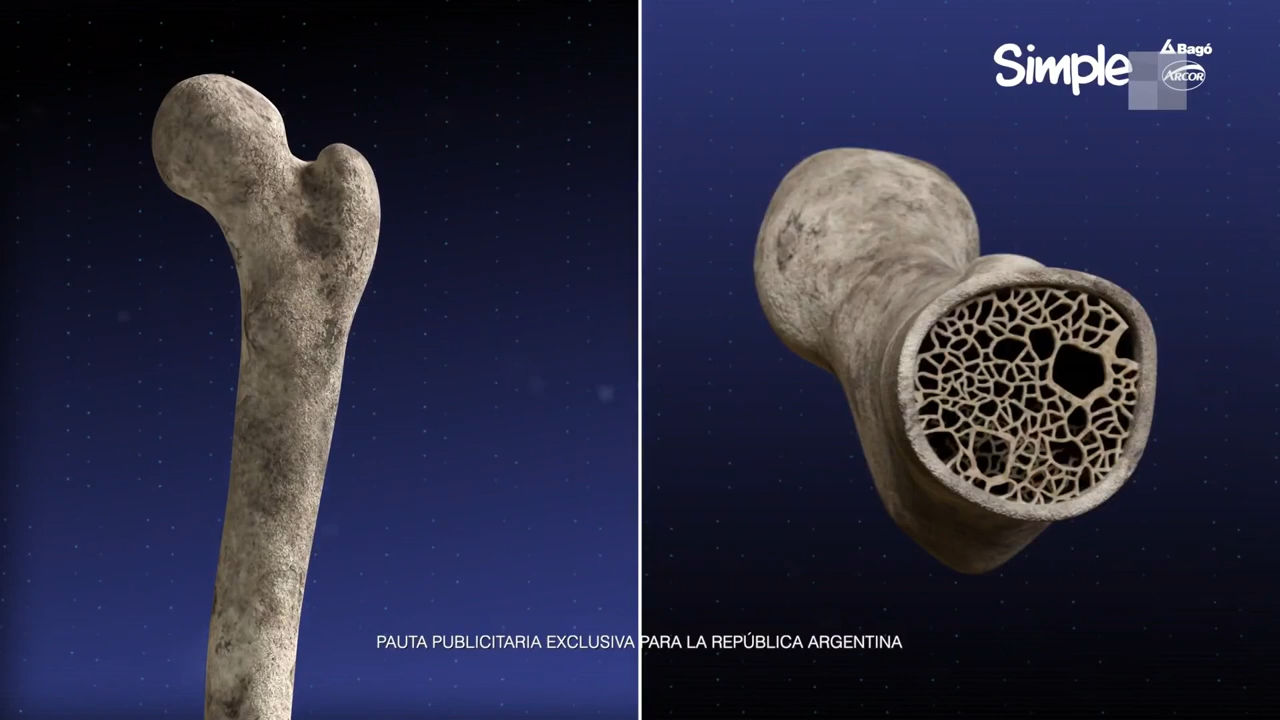 Simple
Bagó
ARCOR
PAUTA PUBLICITARIA EXCLUSIVA PARA LA REPÚBLICA ARGENTINA